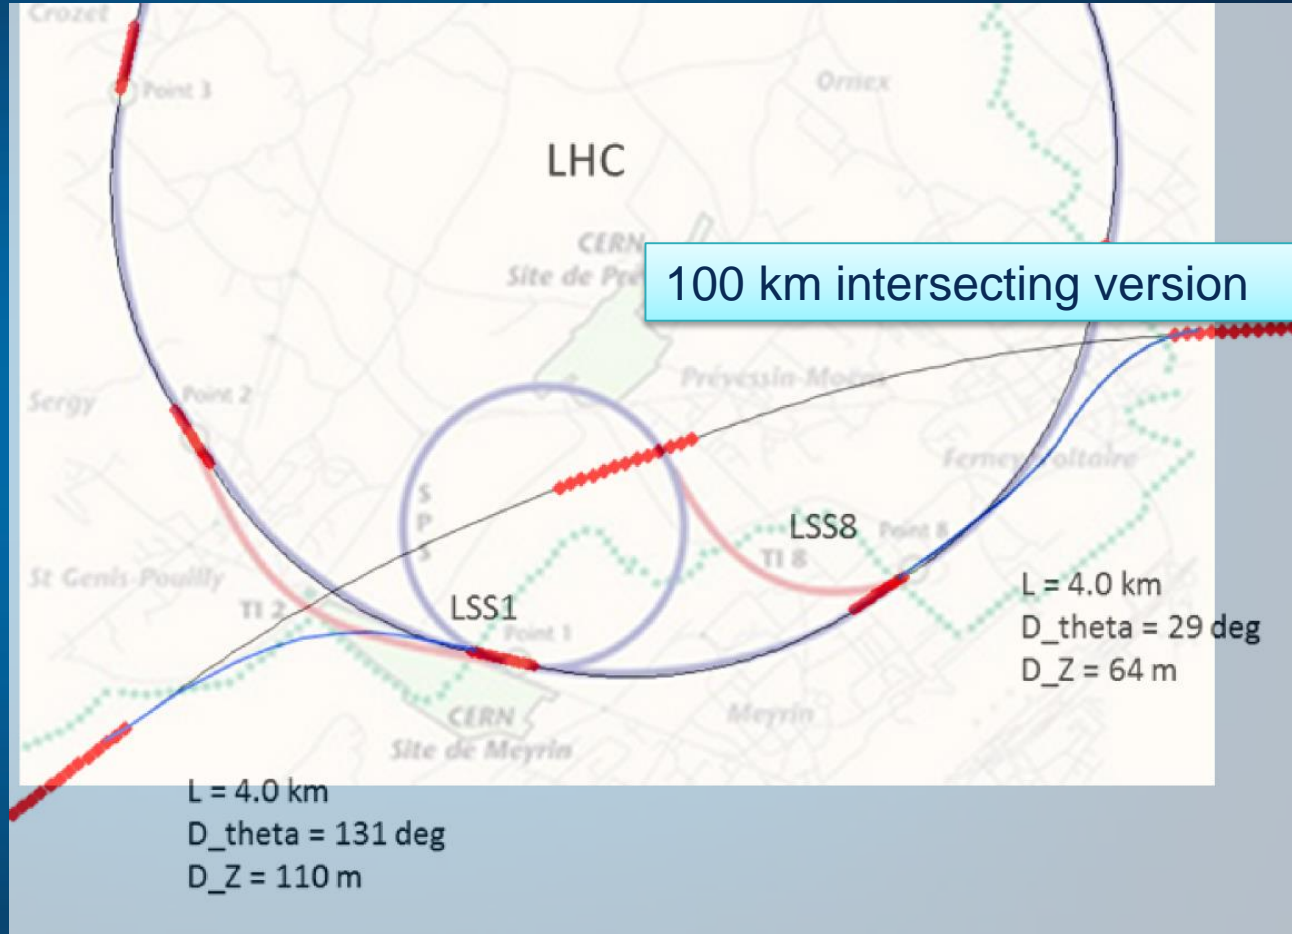 Crozet
Point 3
Ornex
LHC
CERN
Site de Pré
100 km intersecting version
Sergy
Point 2
Prévessin-Moëns
Ferney-Voltaire
SPS
LSS8
Point 8
TI 8
St Genis-Pouilly
TI 2
LSS1
Point 1
L = 4.0 km
D_theta = 29 deg
D_Z = 64 m
CERN
Site de Meyrin
Meyrin
L = 4.0 km
D_theta = 131 deg
D_Z = 110 m